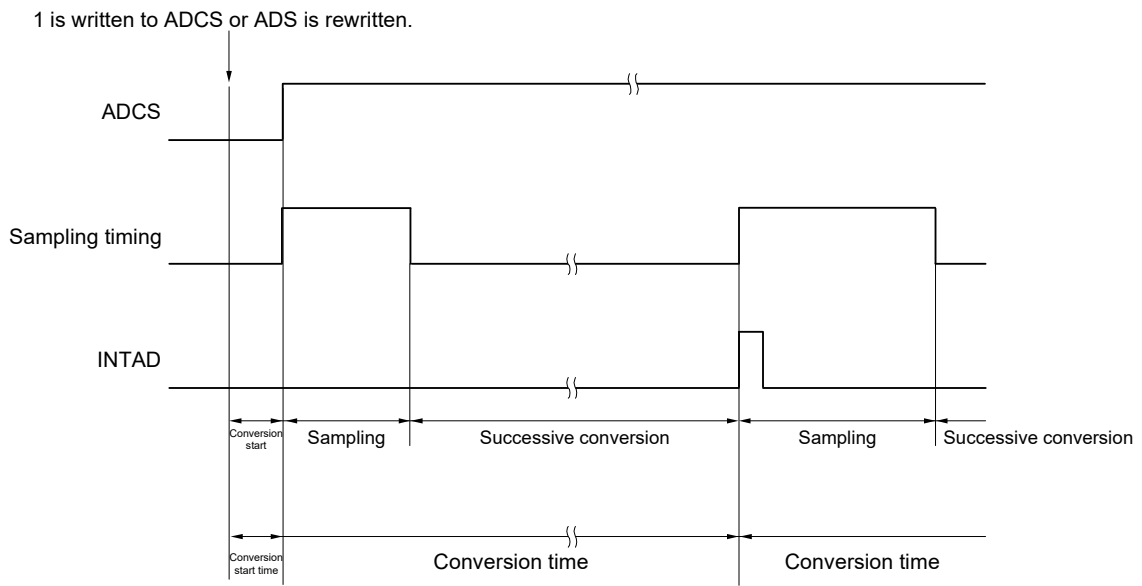 1 is written to ADCS or ADS is rewritten.
ADCS
Sampling timing
INTAD
Conversion
start
Sampling
Successive conversion
Sampling
Successive conversion
Conversion
start time
Conversion time
Conversion time